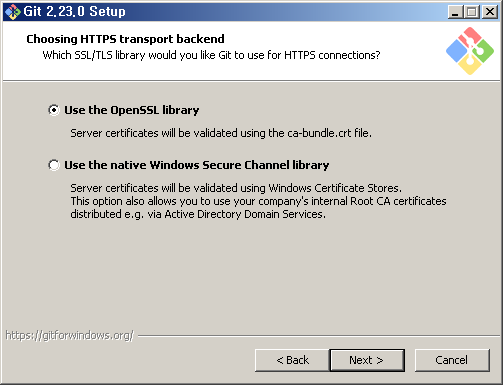 Git 2,23,0 Setup
Choosing HTTPS transport backend
Which SSL/TLS library would you like Git to use for HTTPS connections?
Use the OpenSSL library
Server certificates will be validated using the ca-bundle.crt file.
Use the native Windows Secure Channel library
Server certificates will be validated using Windows Certificate Stores.
This option also allows you to use your company's internal Root CA certificates
distributed e.g. via Active Directory Domain Services.
https://gitforwindows.org/
< Back
Next >
Cancel